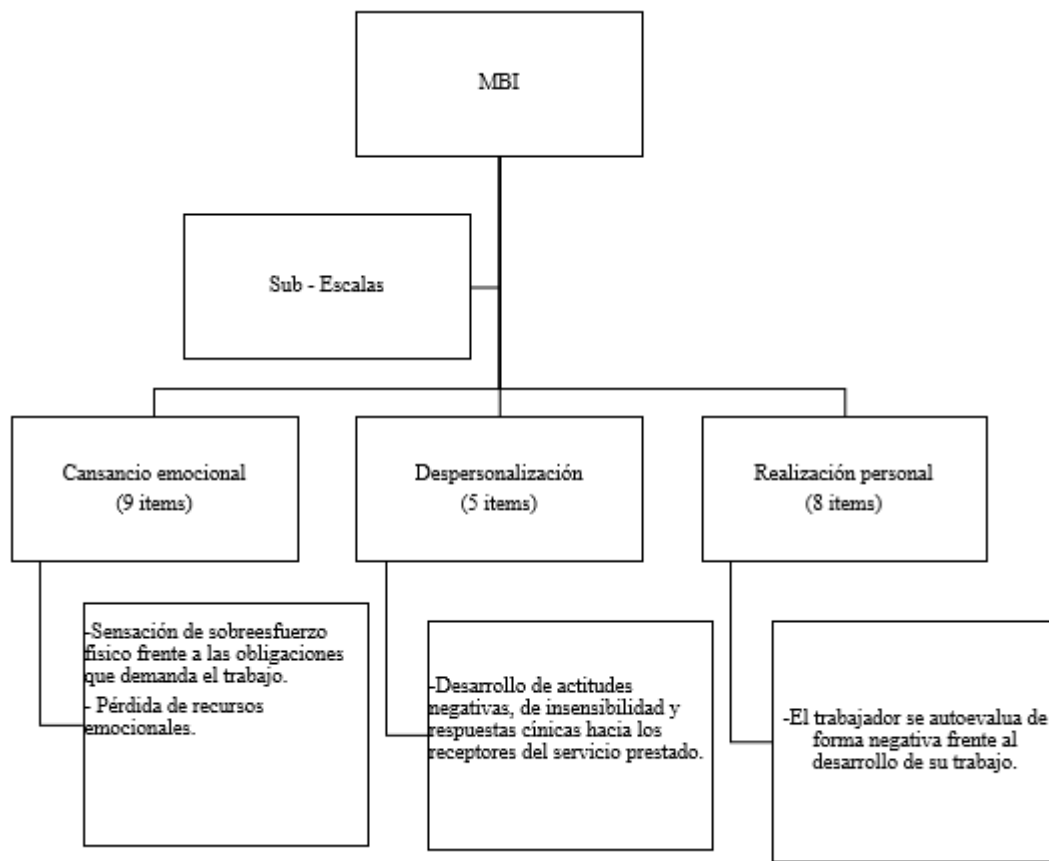 MBI
Sub - Escalas
Cansancio emocional
(9 items)
Despersonalización
(5 items)
Realización personal
(8 items)
-Sensación de sobreesfuerzo
físico frente a las obligaciones
que demanda el trabajo.
- Pérdida de recursos
emocionales.
-Desarrollo de actitudes
negativas, de insensibilidad y
respuestas cínicas hacia los
receptores del servicio prestado.
-El trabajador se autoevalua de
forma negativa frente al
desarrollo de su trabajo.